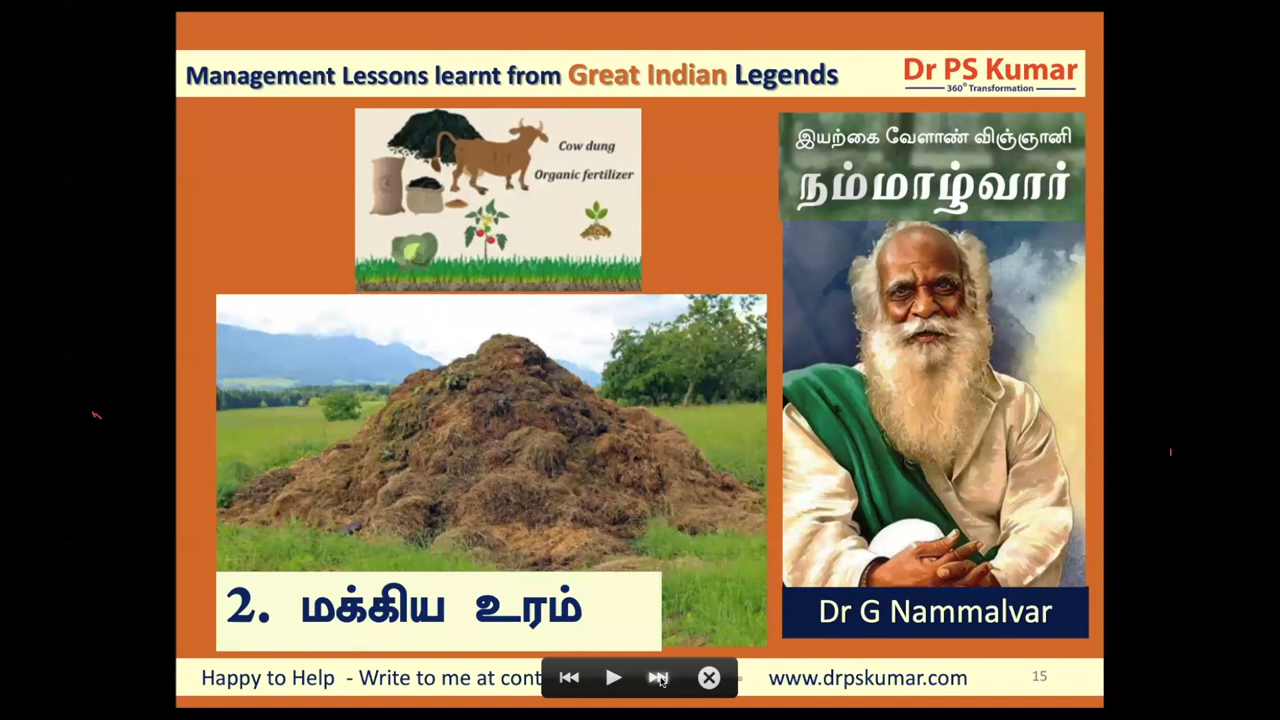 Management Lessons learnt from Great Indian Legends
Dr PS Kumar
360° Transformation
Cow dung
Organic fertilizer
இயற்கை வேளாண் விஞ்ஞானி
நம்மாழ்வார்
2. மக்கிய உரம்
Dr G Nammalvar
Happy to Help - Write to me at
www.drpskumar.com
15